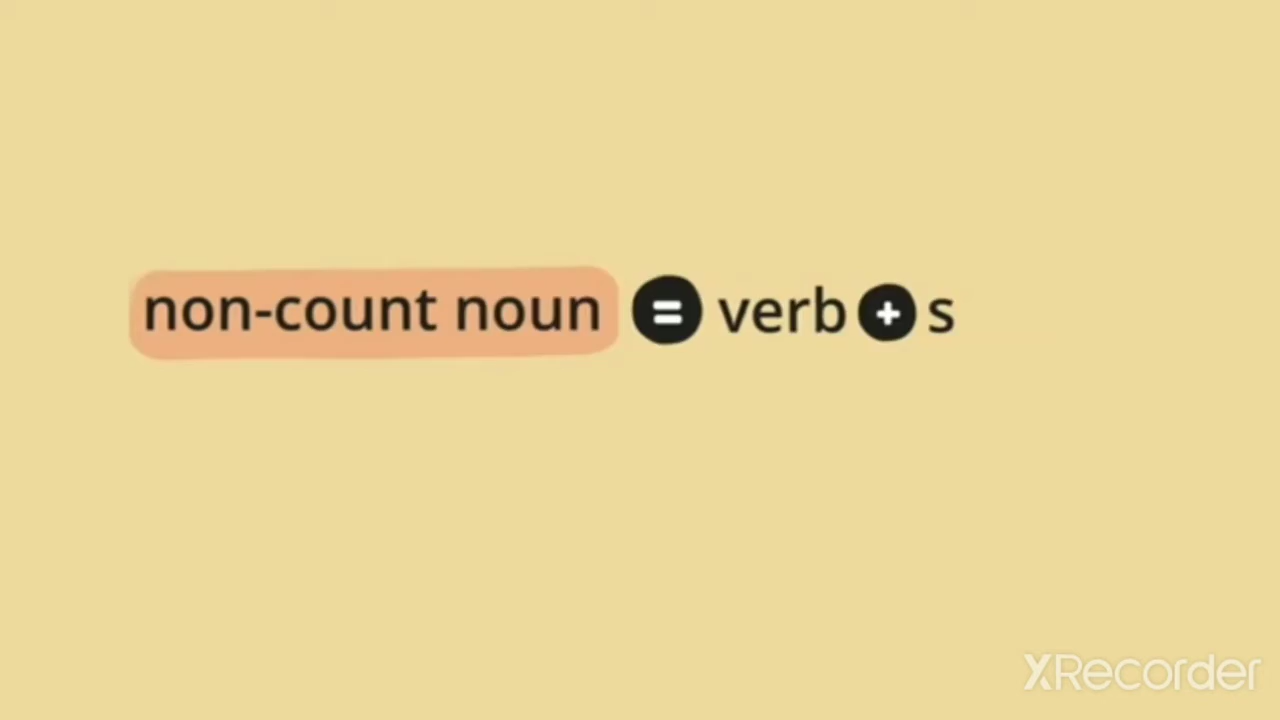 non-count noun = verb + s
XRecorder